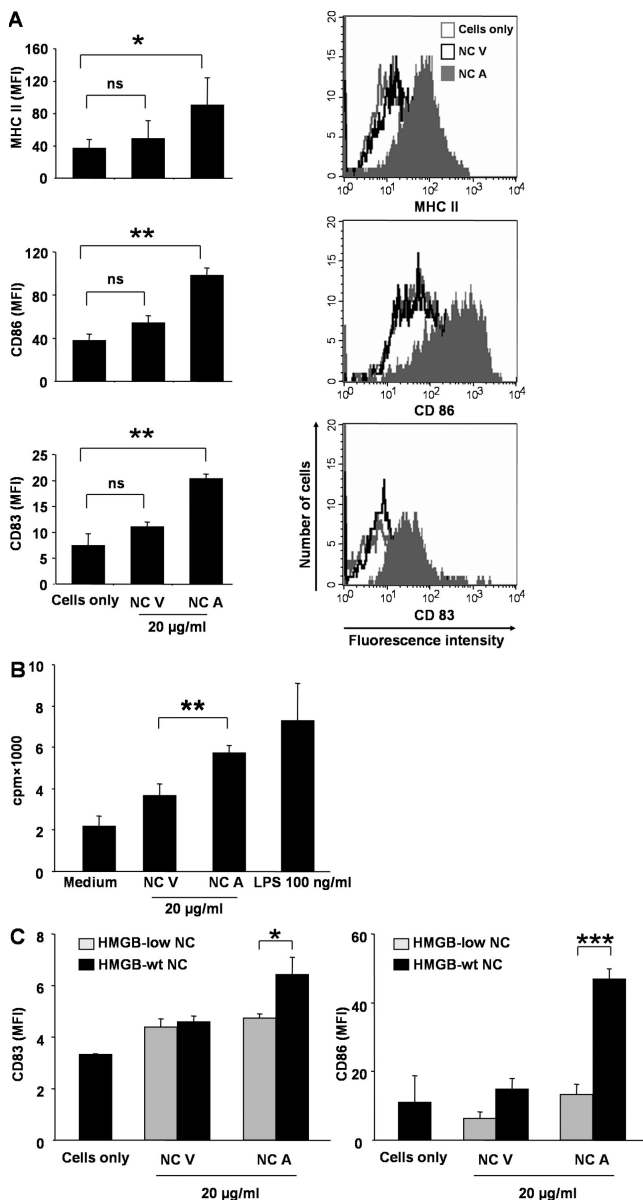 A
MHC II (MFI)
160
120
80
40
0
ns
*
20
15
10
5
0
Cells only
NC V
NC A
10⁰ 10¹ 10² 10³ 10⁴
MHC II
CD86 (MFI)
120
80
40
0
ns
**
20
15
10
5
0
10⁰ 10¹ 10² 10³ 10⁴
CD 86
CD83 (MFI)
25
20
15
10
5
0
ns
**
Cells only NC V NC A
20 µg/ml
Number of cells
20
15
10
5
0
10⁰ 10¹ 10² 10³ 10⁴
CD 83
Fluorescence intensity
B
cpm×1000
10
8
6
4
2
0
**
Medium NC V NC A LPS 100 ng/ml
20 µg/ml
C
CD83 (MFI)
8
6
4
2
0
HMGB-low NC
HMGB-wt NC
*
Cells only NC V NC A
20 µg/ml
CD86 (MFI)
60
40
20
0
HMGB-low NC
HMGB-wt NC
***
Cells only NC V NC A
20 µg/ml